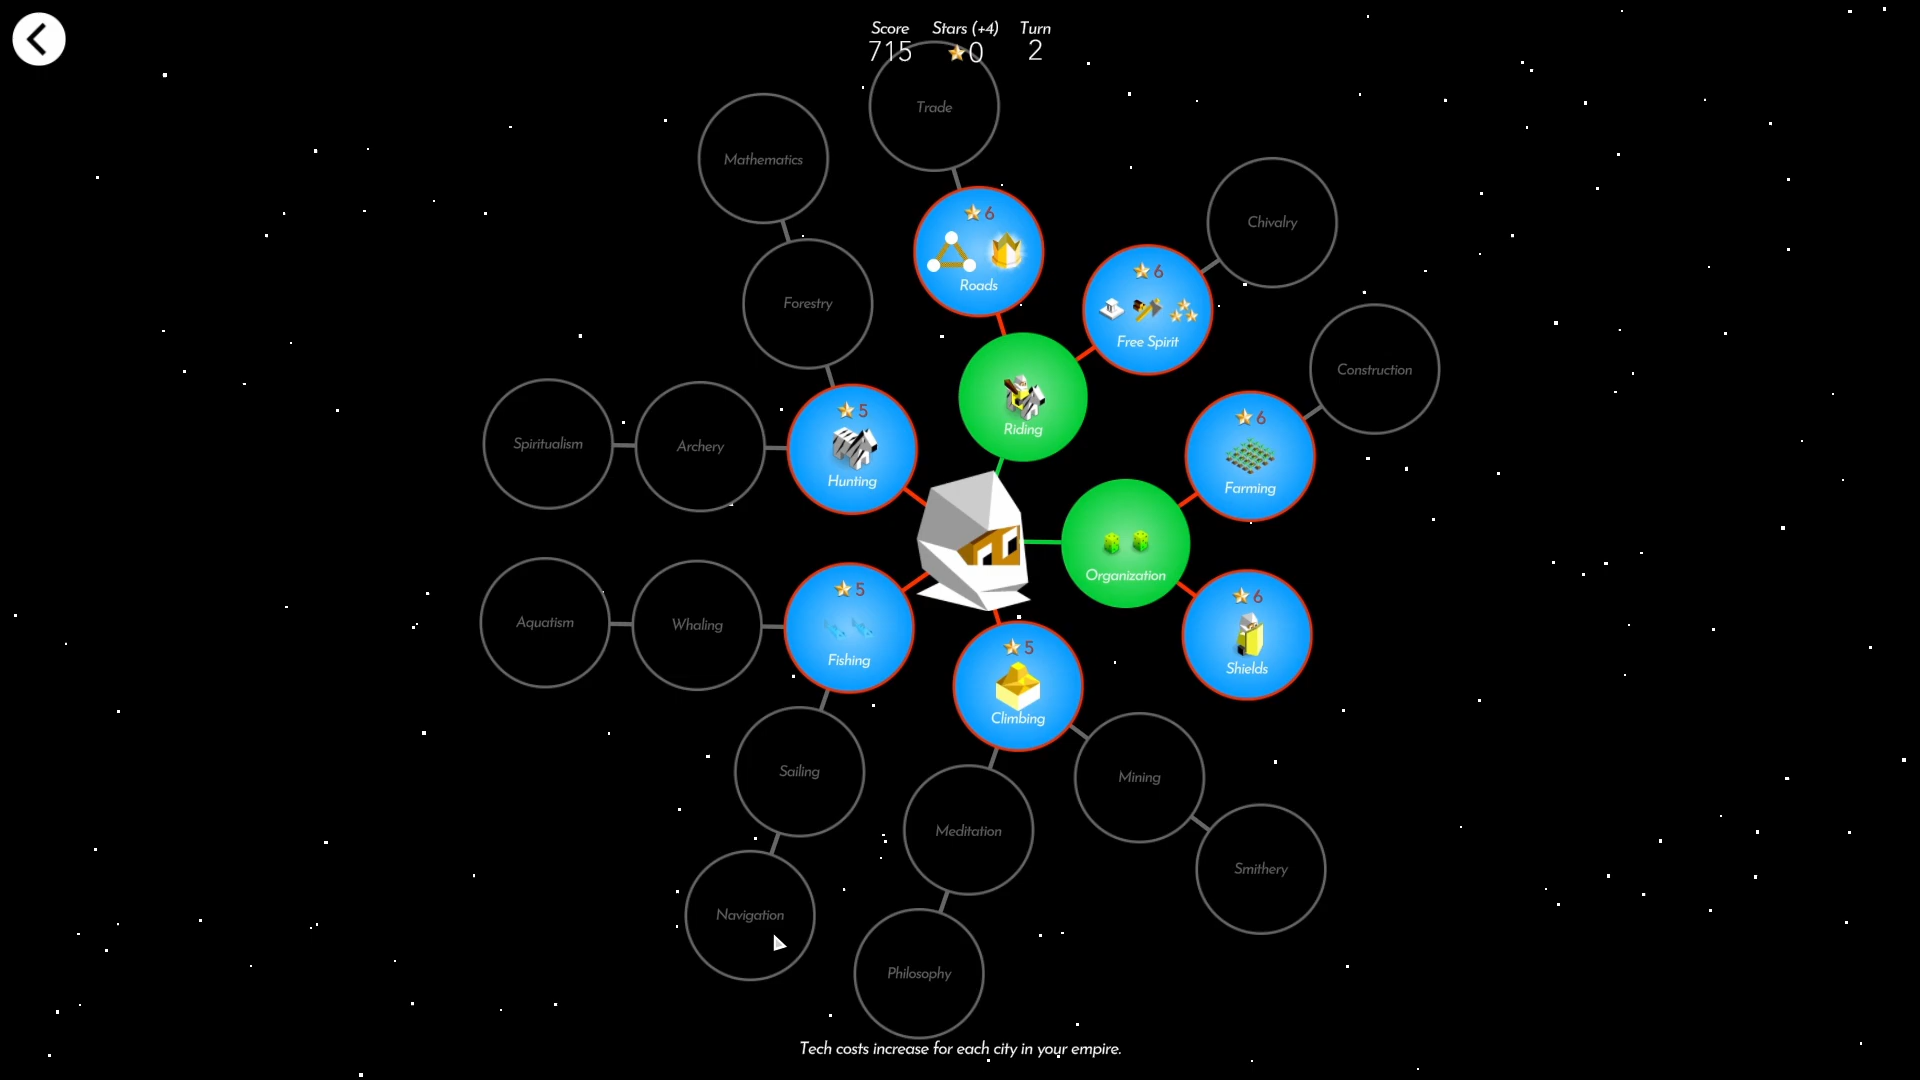 Score
Stars (+4)
Turn
715
0
2
Trade
Mathematics
6
Roads
Chivalry
6
Free Spirit
Forestry
Construction
Riding
5
Hunting
6
Farming
Spiritualism
Archery
Organization
5
Fishing
6
Shields
Aquatism
Whaling
5
Climbing
Sailing
Mining
Meditation
Smithery
Navigation
Philosophy
Tech costs increase for each city in your empire.